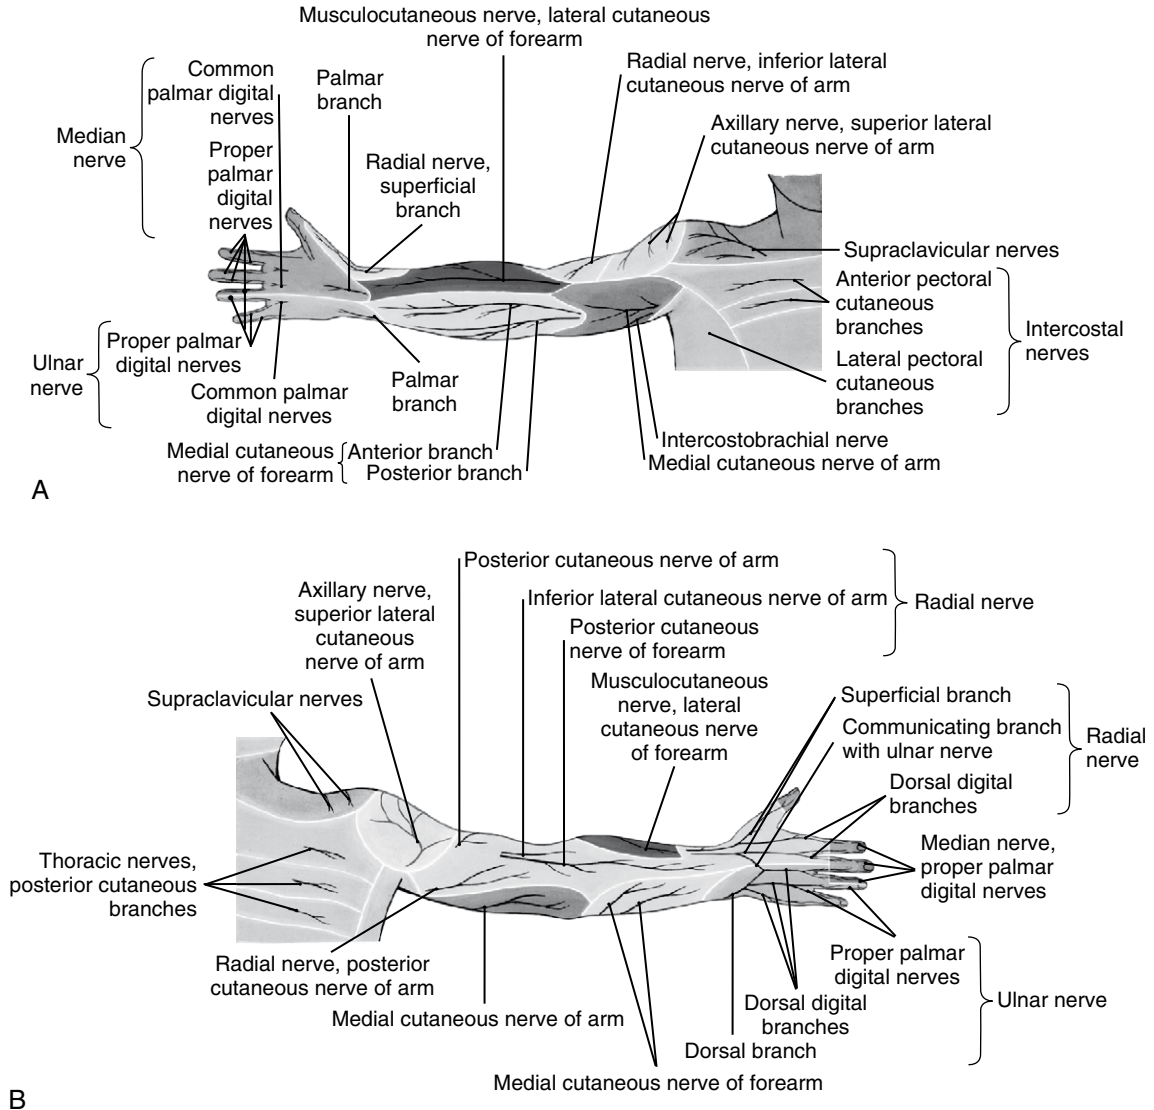 Musculocutaneous nerve, lateral cutaneous
nerve of forearm
Radial nerve, inferior lateral
cutaneous nerve of arm
Common
palmar digital
nerves
Palmar
branch
Median
nerve
Axillary nerve, superior lateral
cutaneous nerve of arm
Proper
palmar
digital
nerves
Radial nerve,
superficial
branch
Supraclavicular nerves
Anterior pectoral
cutaneous
branches
Intercostal
nerves
Lateral pectoral
cutaneous
branches
Ulnar
nerve
Proper palmar
digital nerves
Common palmar
digital nerves
Palmar
branch
Intercostobrachial nerve
Medial cutaneous nerve of arm
Medial cutaneous
nerve of forearm
Anterior branch
Posterior branch
A
Posterior cutaneous nerve of arm
Inferior lateral cutaneous nerve of arm
Posterior cutaneous
nerve of forearm
Radial nerve
Axillary nerve,
superior lateral
cutaneous
nerve of arm
Musculocutaneous
nerve, lateral
cutaneous nerve
of forearm
Supraclavicular nerves
Superficial branch
Communicating branch
with ulnar nerve
Dorsal digital
branches
Radial
nerve
Median nerve,
proper palmar
digital nerves
Thoracic nerves,
posterior cutaneous
branches
Radial nerve, posterior
cutaneous nerve of arm
Medial cutaneous nerve of arm
Proper palmar
digital nerves
Dorsal digital
branches
Dorsal branch
Ulnar nerve
Medial cutaneous nerve of forearm
B